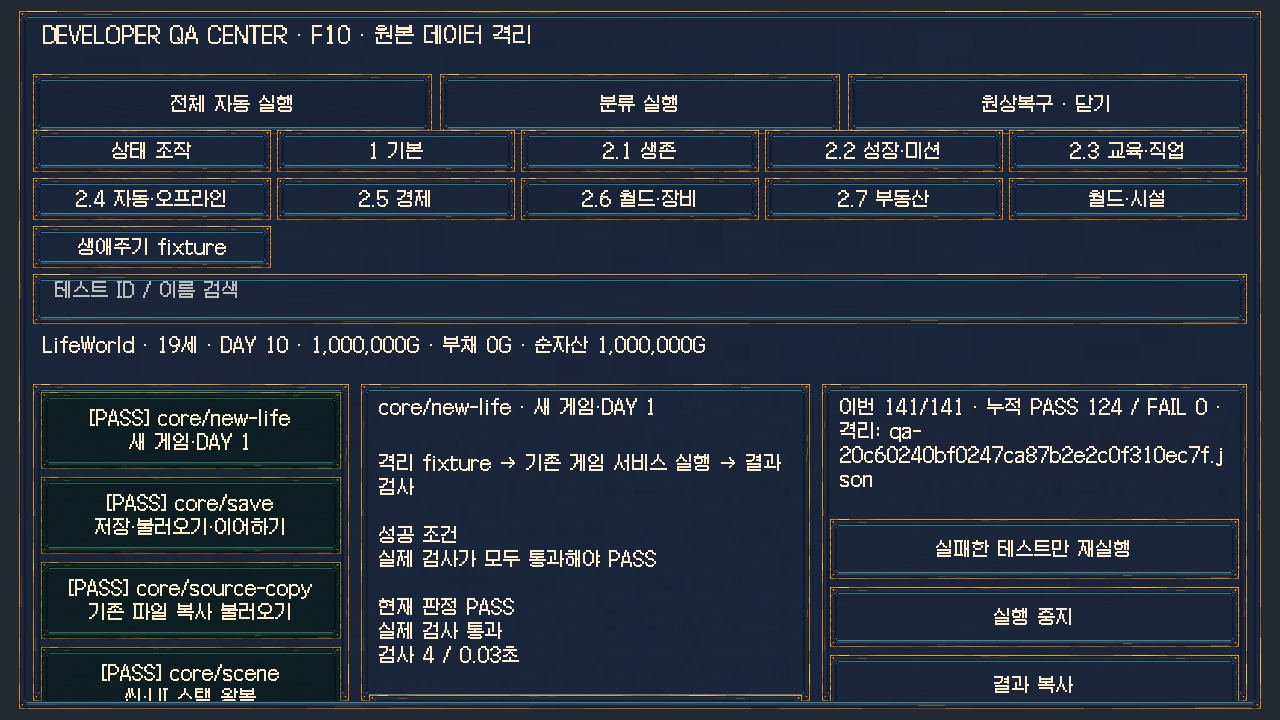 DEVELOPER QA CENTER · F10 · 원본 데이터 격리
전체 자동 실행
분류 실행
원상복구 · 닫기
상태 조작
1 기본
2.1 생존
2.2 성장·미션
2.3 교육·직업
2.4 자동·오프라인
2.5 경제
2.6 월드·장비
2.7 부동산
월드·시설
생애주기 fixture
테스트 ID / 이름 검색
LifeWorld · 19세 · DAY 10 · 1,000,000G · 부채 0G · 순자산 1,000,000G
[PASS] core/new-life
새 게임·DAY 1
[PASS] core/save
저장·불러오기·이어하기
[PASS] core/source-copy
기존 파일 복사 불러오기
[PASS] core/scene
씬·UI 스택 왕복
core/new-life · 새 게임·DAY 1
격리 fixture → 기존 게임 서비스 실행 → 결과
검사
성공 조건
실제 검사가 모두 통과해야 PASS
현재 판정 PASS
실제 검사 통과
검사 4 / 0.03초
이번 141/141 · 누적 PASS 124 / FAIL 0 ·
격리: qa-
20c60240bf0247ca87b2e2c0f310ec7f.j
son
실패한 테스트만 재실행
실행 중지
결과 복사